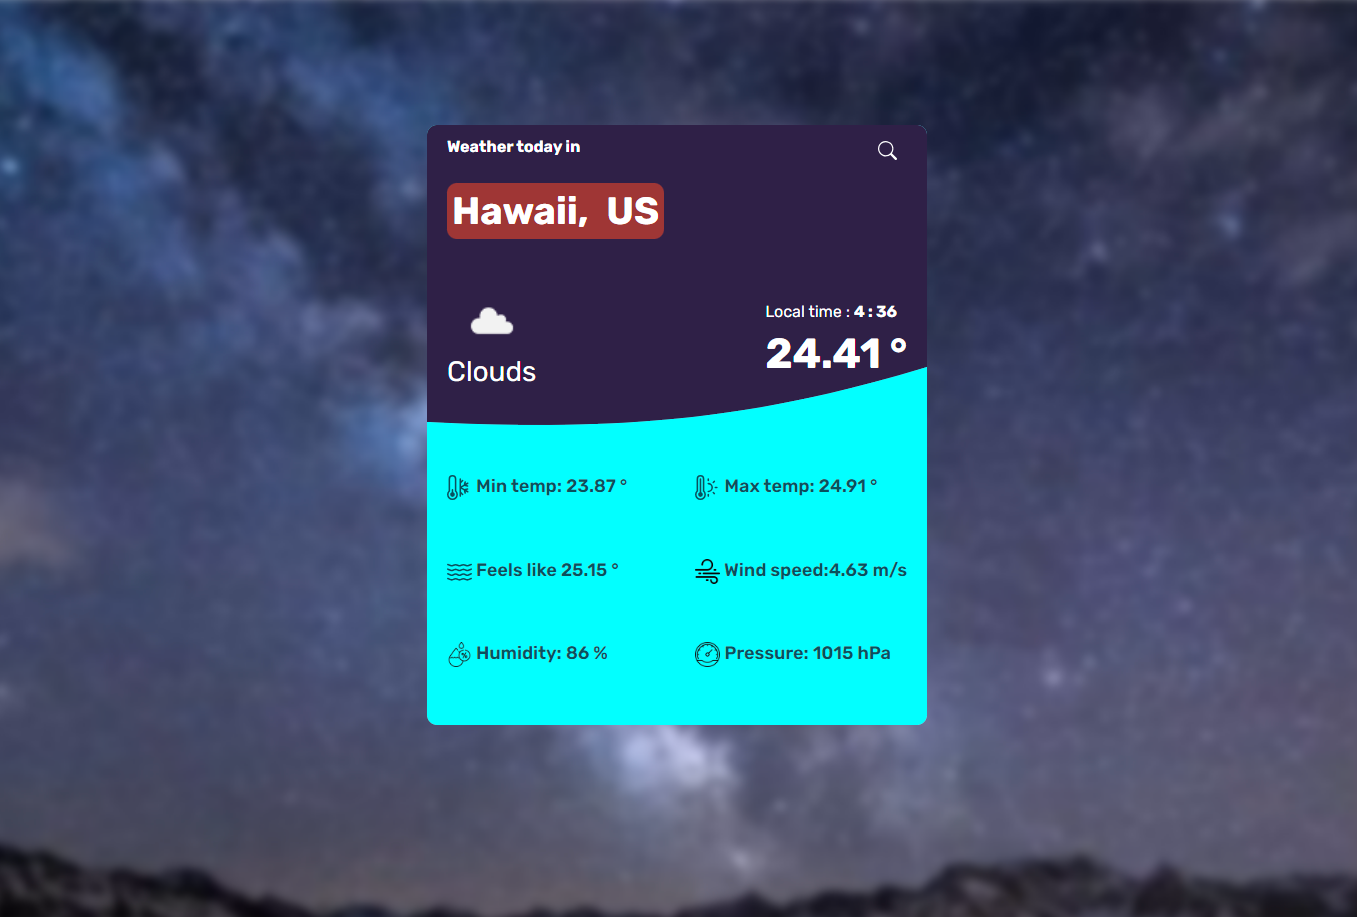 Weather today in
Hawaii, US
Local time : 4 : 36
24.41 °
Clouds
Min temp: 23.87 °
Max temp: 24.91 °
Feels like 25.15 °
Wind speed:4.63 m/s
Humidity: 86 %
Pressure: 1015 hPa